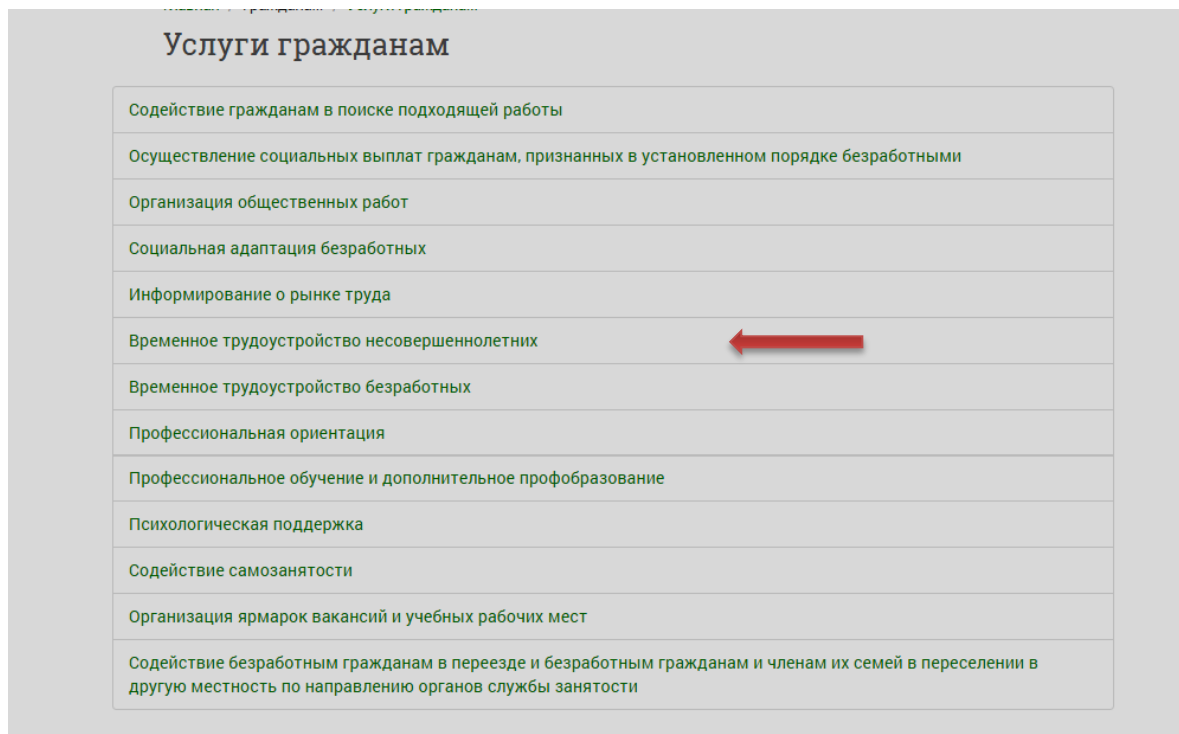 Услуги гражданам
Содействие гражданам в поиске подходящей работы
Осуществление социальных выплат гражданам, признанных в установленном порядке безработными
Организация общественных работ
Социальная адаптация безработных
Информирование о рынке труда
Временное трудоустройство несовершеннолетних
Временное трудоустройство безработных
Профессиональная ориентация
Профессиональное обучение и дополнительное профобразование
Психологическая поддержка
Содействие самозанятости
Организация ярмарок вакансий и учебных рабочих мест
Содействие безработным гражданам в переезде и безработным гражданам и членам их семей в переселении в
другую местность по направлению органов службы занятости